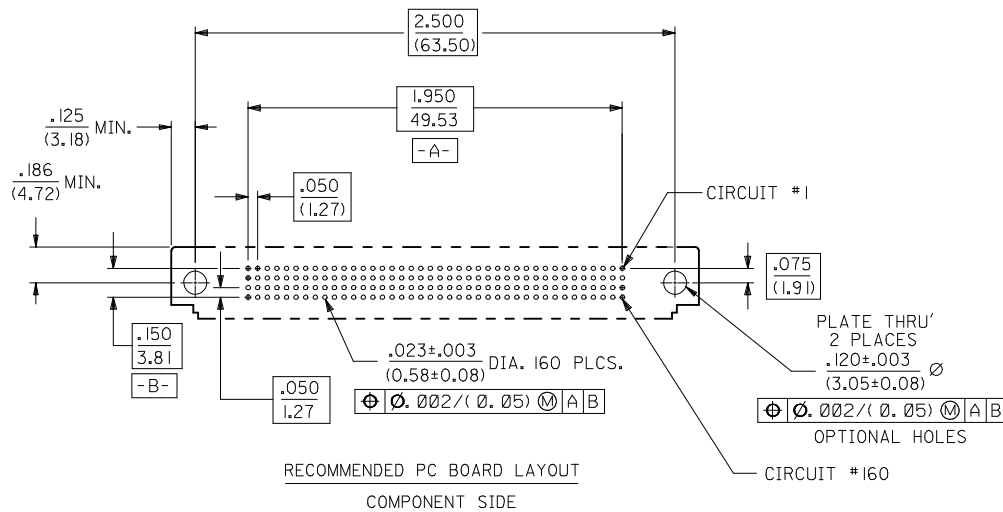 2.500
(63.50)
1.950
49.53
-A-
.125
(3.18) MIN.
.186
(4.72) MIN.
.050
(1.27)
CIRCUIT #1
.075
(1.91)
.150
3.81
-B-
.050
1.27
.023±.003
(0.58±0.08) DIA. 160 PLCS.
⌖ Ø.002/(0.05) Ⓜ A B
PLATE THRU'
2 PLACES
.120±.003
(3.05±0.08) Ø
⌖ Ø.002/(0.05) Ⓜ A B
OPTIONAL HOLES
CIRCUIT #160
RECOMMENDED PC BOARD LAYOUT
COMPONENT SIDE